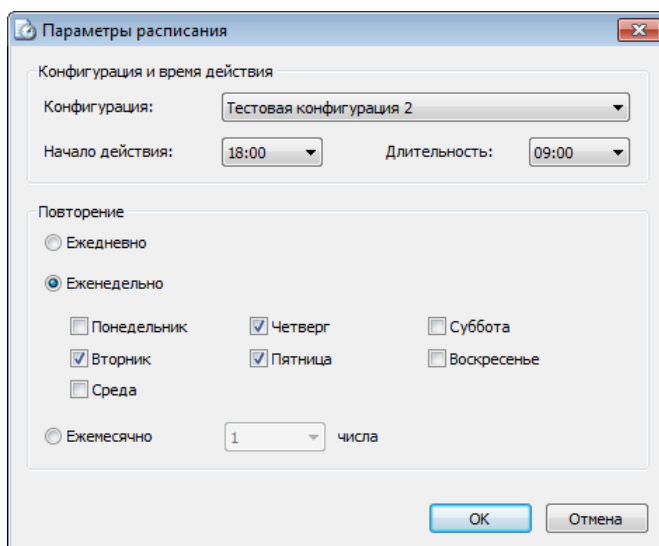 Параметры расписания
Конфигурация и время действия
Конфигурация: Тестовая конфигурация 2
Начало действия: 18:00 Длительность: 09:00
Повторение
Ежедневно
Еженедельно
Понедельник Четверг Суббота
Вторник Пятница Воскресенье
Среда
Ежемесячно 1 числа
OK Отмена